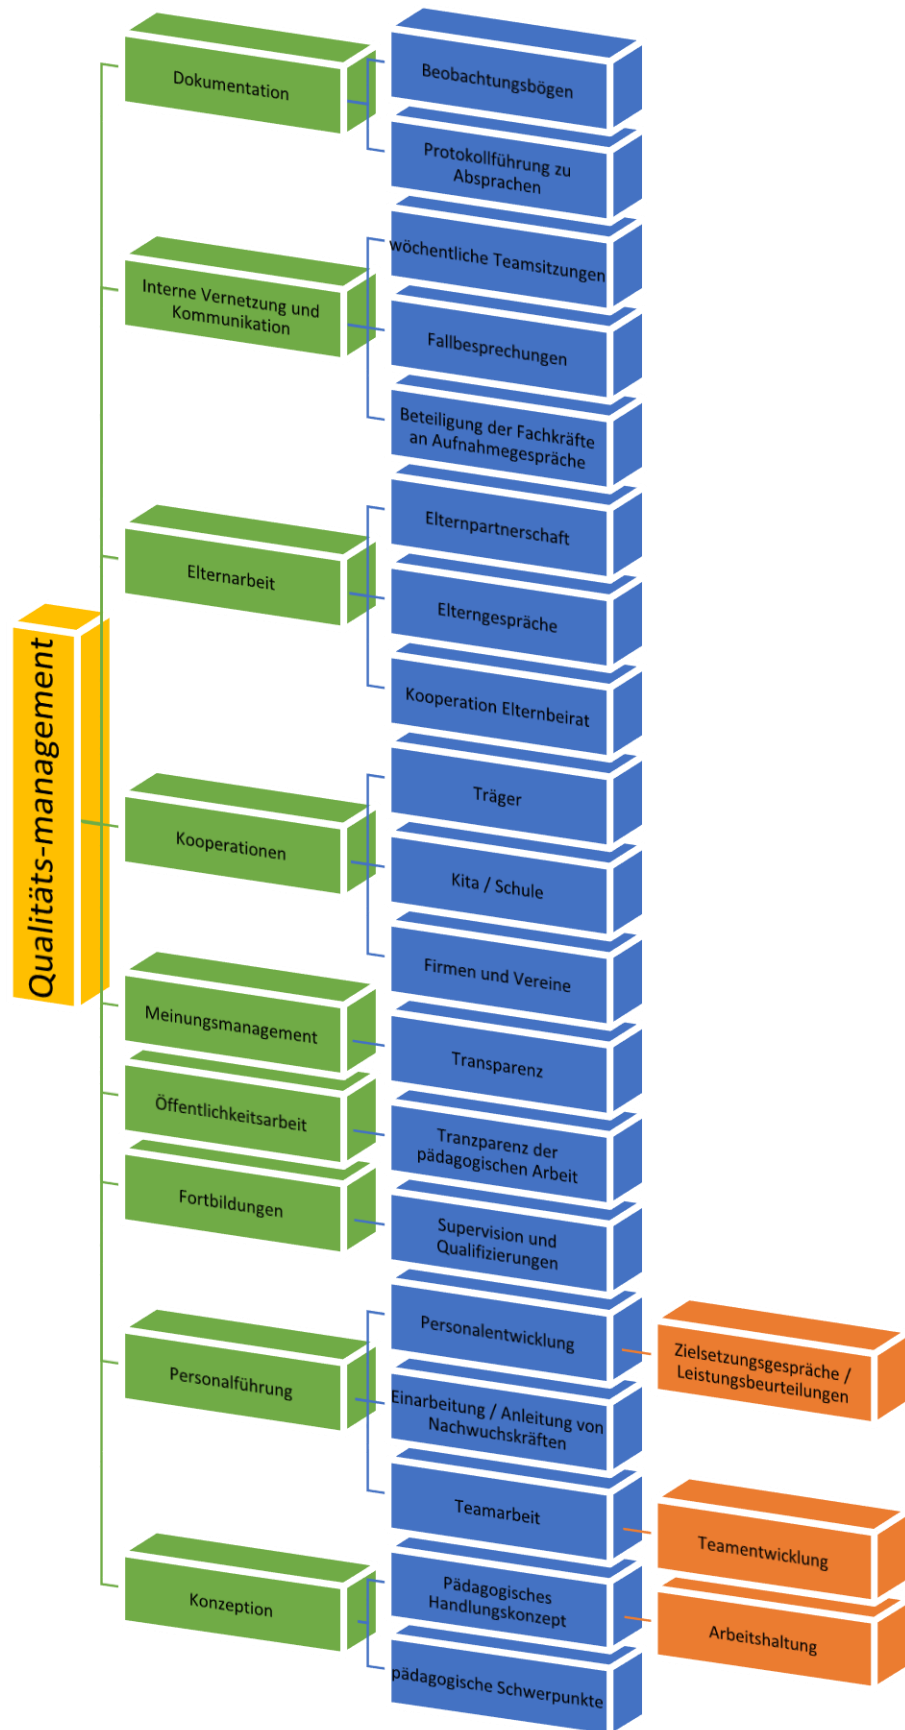 Qualitäts-management
Dokumentation
Beobachtungsbögen
Protokollführung zu
Absprachen
Interne Vernetzung und
Kommunikation
wöchentliche Teamsitzungen
Fallbesprechungen
Beteiligung der Fachkräfte
an Aufnahmegespräche
Elternarbeit
Elternpartnerschaft
Elterngespräche
Kooperation Elternbeirat
Kooperationen
Träger
Kita / Schule
Firmen und Vereine
Meinungsmanagement
Transparenz
Öffentlichkeitsarbeit
Tranzparenz der
pädagogischen Arbeit
Fortbildungen
Supervision und
Qualifizierungen
Personalführung
Personalentwicklung
Zielsetzungsgespräche /
Leistungsbeurteilungen
Einarbeitung / Anleitung von
Nachwuchskräften
Teamarbeit
Teamentwicklung
Konzeption
Pädagogisches
Handlungskonzept
Arbeitshaltung
pädagogische Schwerpunkte